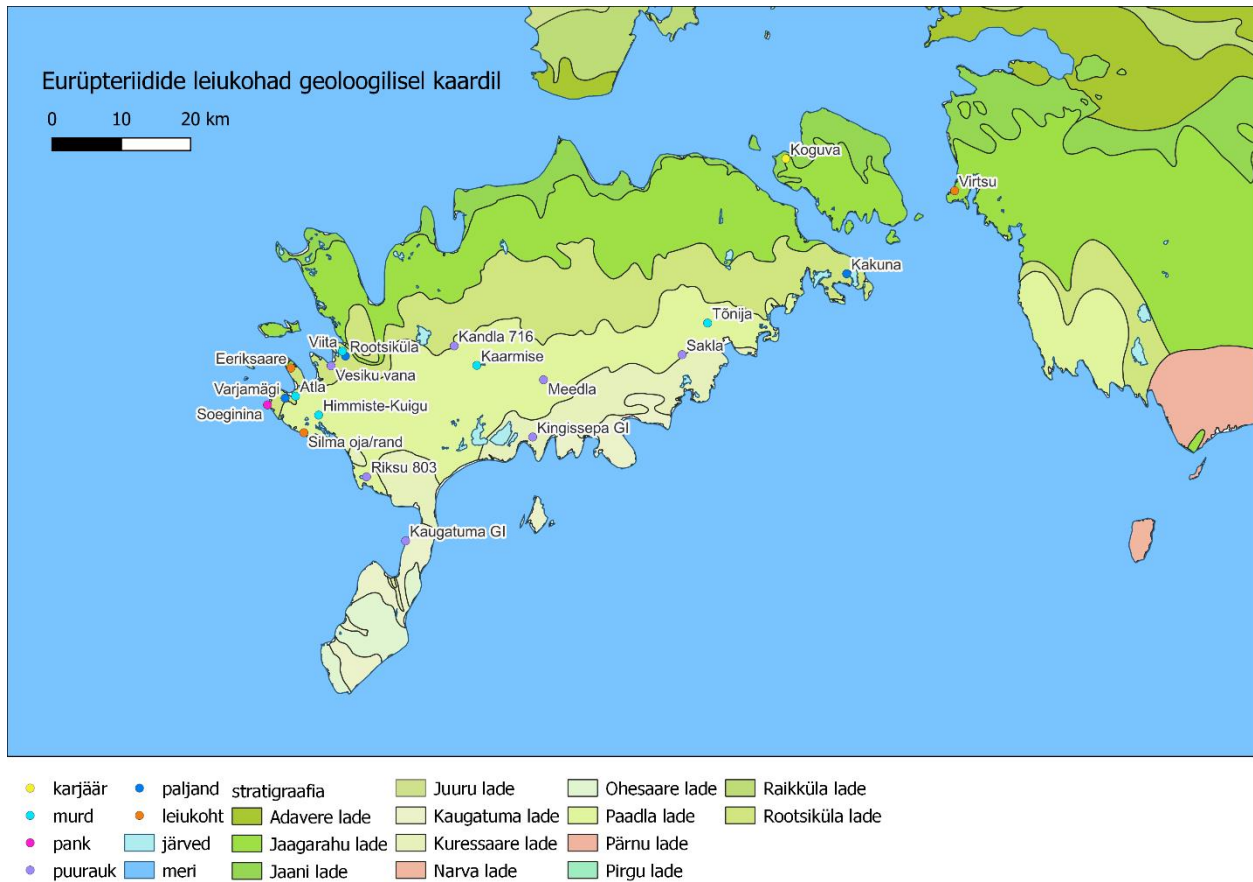 Eurüpteriidide leiukohad geoloogilisel kaardil
0 10 20 km
Koguva
Virtsu
Kakuna
Tõnija
Viita
Rootsiküla
Kandla 716
Sakla
Eeriksaare
Vesiku-vana
Kaarmise
Varjamägi
Atla
Meedla
Soeginina
Himmiste-Kuigu
Silma oja/rand
Kingissepa GI
Riksu 803
Kaugatuma GI
karjäär
murd
pank
puurauk
paljand
leiukoht
järved
meri
stratigraafia
Adavere lade
Jaagarahu lade
Jaani lade
Juuru lade
Kaugatuma lade
Kuressaare lade
Narva lade
Ohesaare lade
Paadla lade
Pärnu lade
Pirgu lade
Raikküla lade
Rootsiküla lade